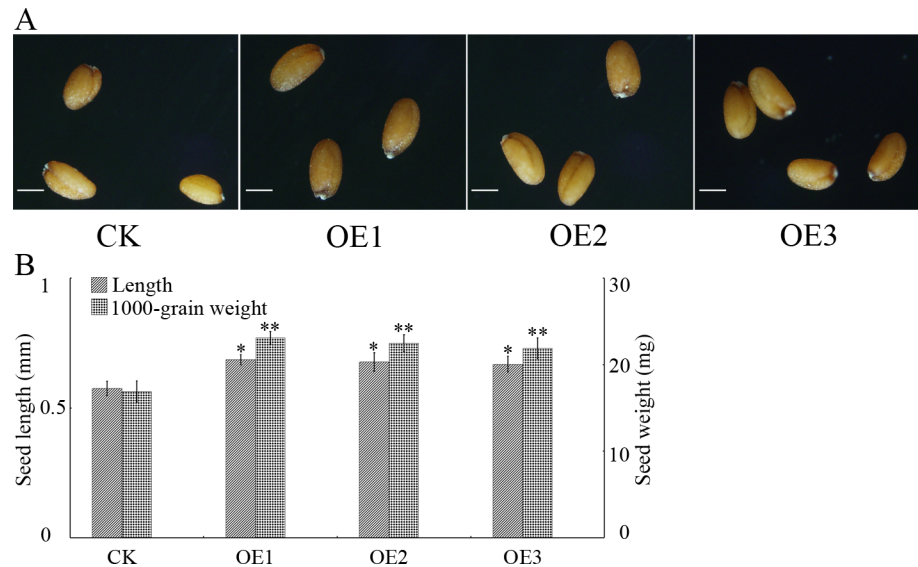 A
CK OE1 OE2 OE3
B
Length
1000-grain weight
Seed length (mm)
1
0.5
0
* ** * ** * **
Seed weight (mg)
30
20
10
0
CK OE1 OE2 OE3